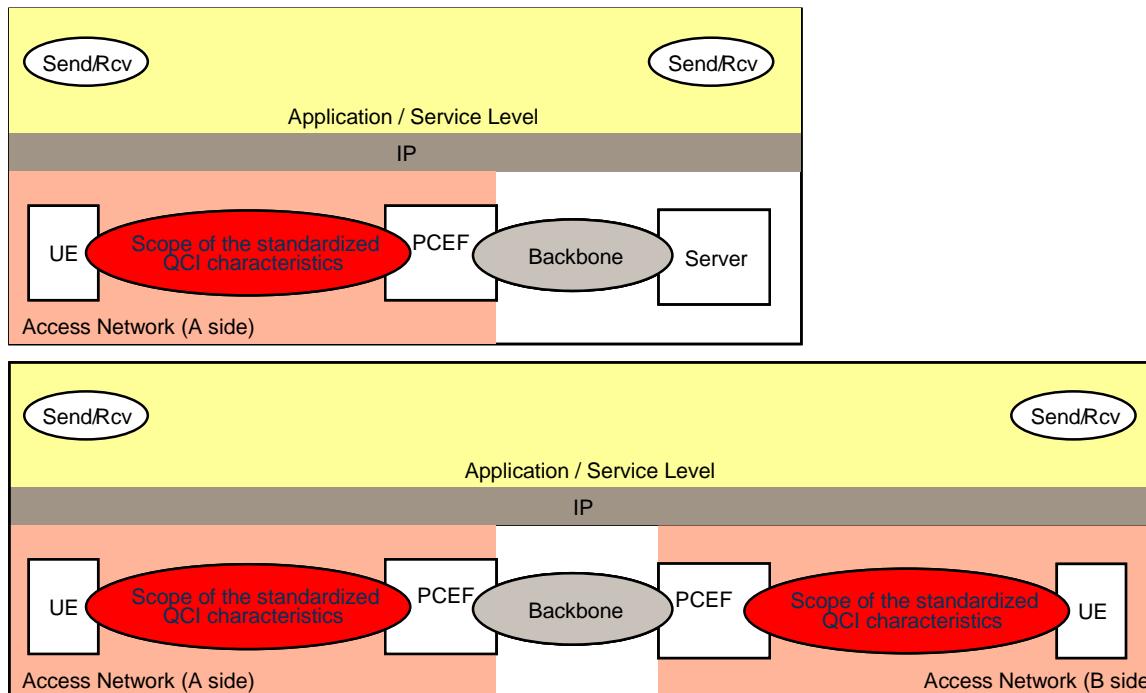 Send/Rcv
Send/Rcv
Application / Service Level
IP
UE
Scope of the standardized
QCI characteristics
PCEF
Backbone
Server
Access Network (A side)
Send/Rcv
Send/Rcv
Application / Service Level
IP
UE
Scope of the standardized
QCI characteristics
PCEF
Backbone
PCEF
Scope of the standardized
QCI characteristics
UE
Access Network (A side)
Access Network (B side